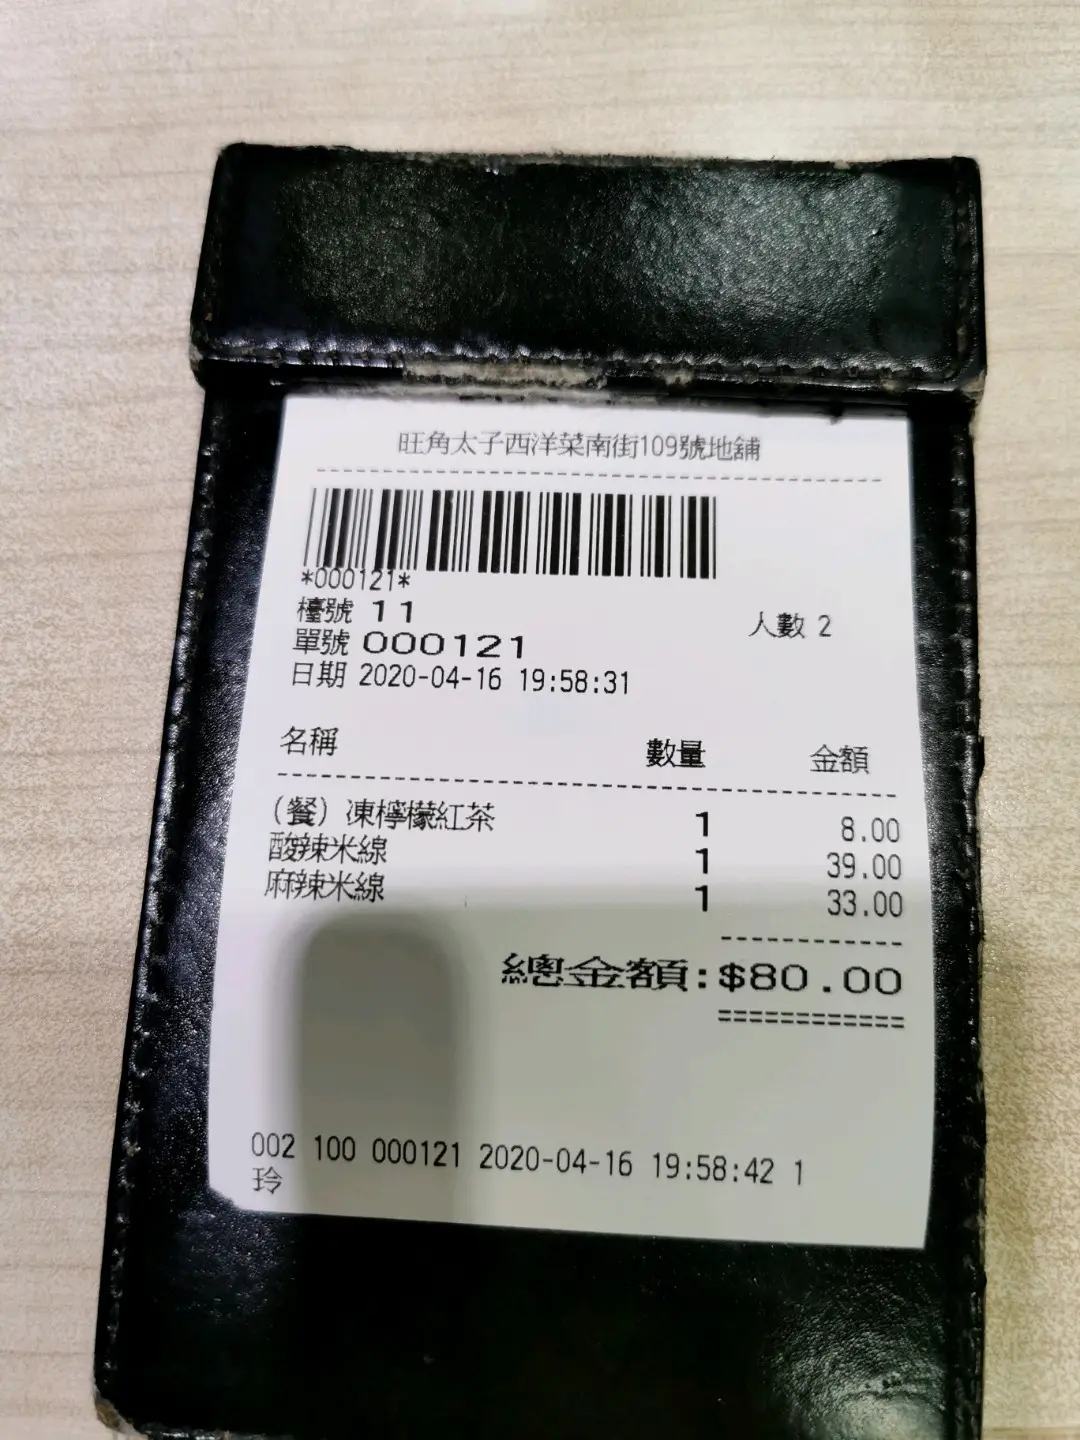 旺角太子西洋菜南街109號地舖
*000121*
檯號 11 人數 2
單號 000121
日期 2020-04-16 19:58:31
名稱 數量 金額
(餐) 凍檸檬紅茶 1 8.00
酸辣米線 1 39.00
麻辣米線 1 33.00
總金額:$80.00
002 100 000121 2020-04-16 19:58:42 1
玲